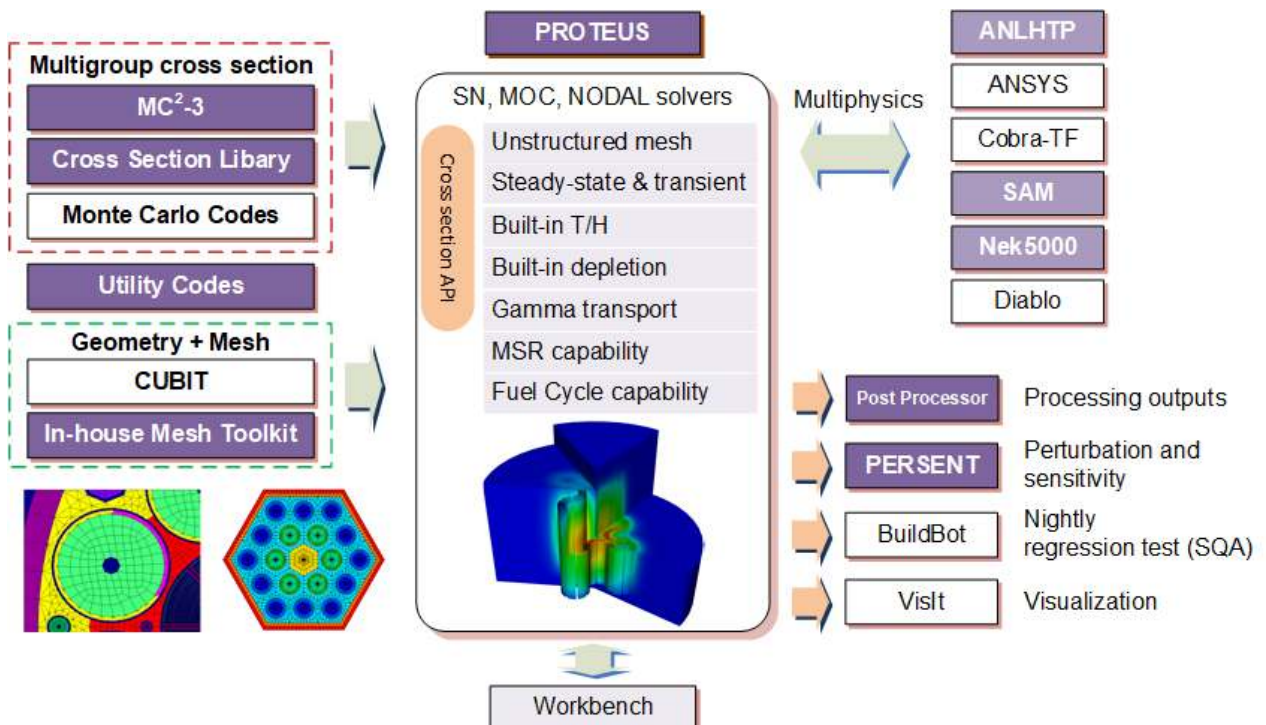 Multigroup cross section
MC²-3
Cross Section Libary
Monte Carlo Codes
Utility Codes
Geometry + Mesh
CUBIT
In-house Mesh Toolkit
PROTEUS
SN, MOC, NODAL solvers
Cross section API
Unstructured mesh
Steady-state & transient
Built-in T/H
Built-in depletion
Gamma transport
MSR capability
Fuel Cycle capability
Workbench
Multiphysics
ANLHTP
ANSYS
Cobra-TF
SAM
Nek5000
Diablo
Post Processor
Processing outputs
PERSENT
Perturbation and
sensitivity
BuildBot
Nightly
regression test (SQA)
VisIt
Visualization